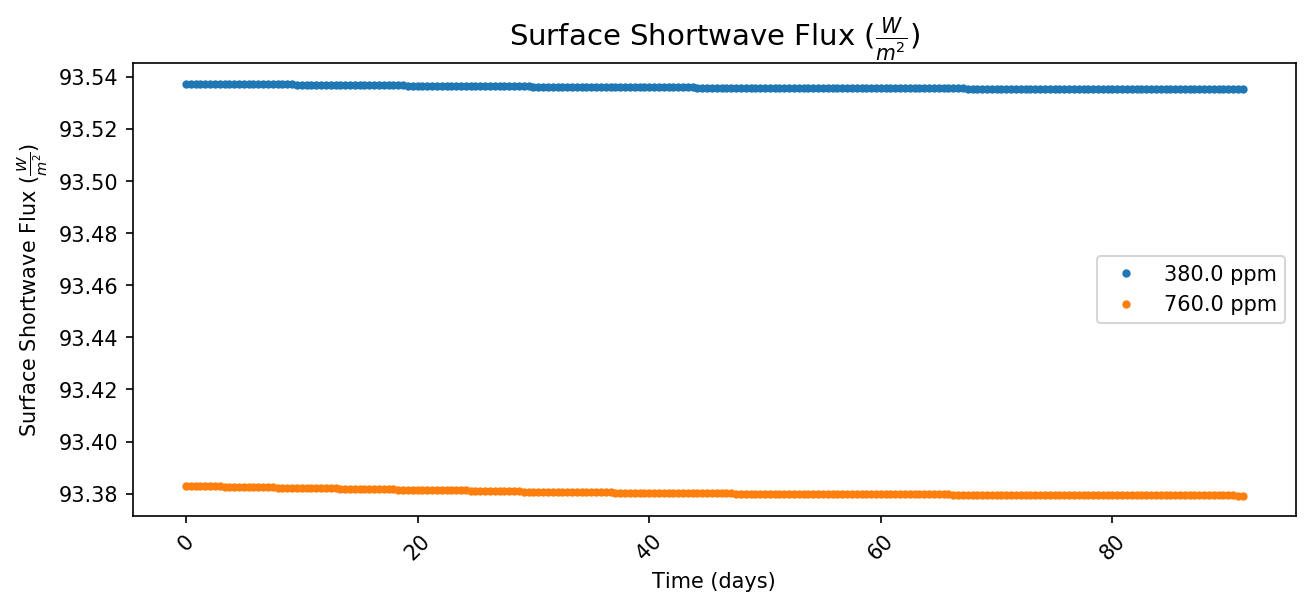 Surface Shortwave Flux (W/m²)
Surface Shortwave Flux (W/m²)
93.54
93.52
93.50
93.48
93.46
93.44
93.42
93.40
93.38
380.0 ppm
760.0 ppm
0 20 40 60 80
Time (days)